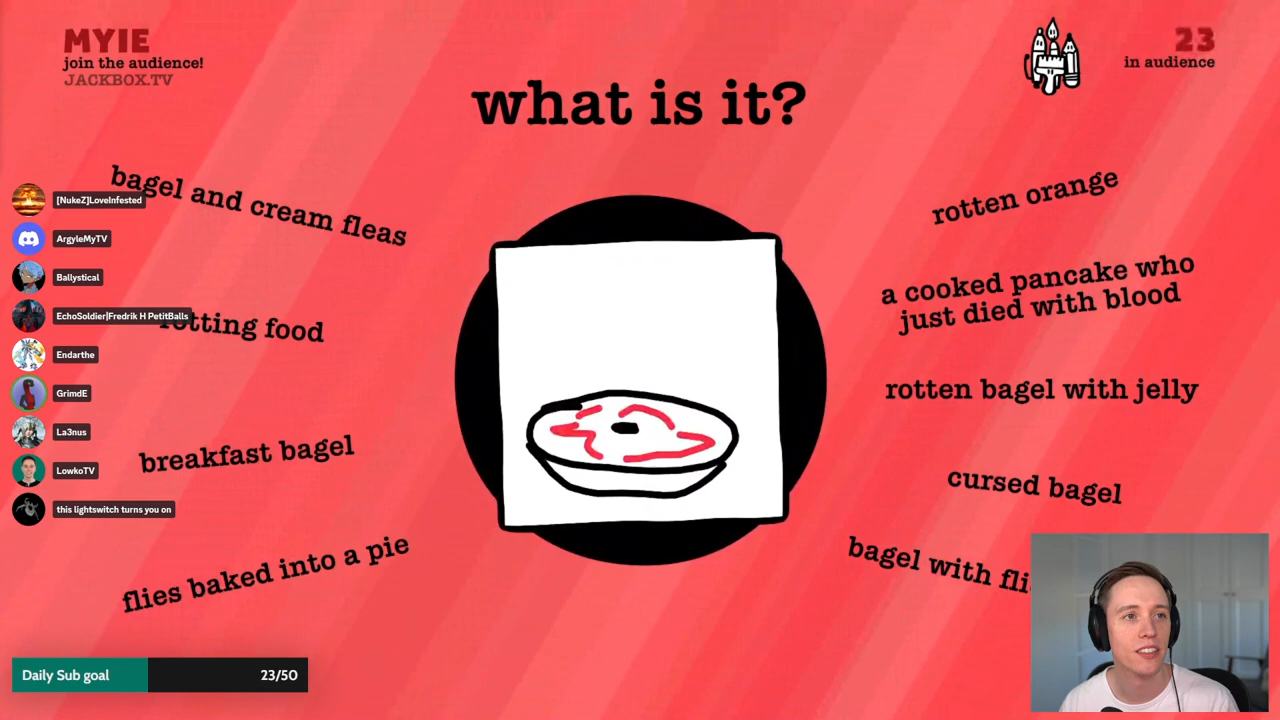 MYIE
join the audience!
JACKBOX.TV
23
in audience
what is it?
bagel and cream fleas
rotten orange
a cooked pancake who
just died with blood
rotting food
rotten bagel with jelly
breakfast bagel
cursed bagel
flies baked into a pie
bagel with
[NukeZ]LoveInfested
ArgyleMyTV
Ballystical
EchoSoldier|Fredrik H PetitBalls
Endarthe
GrimdE
La3nus
LowkoTV
this lightswitch turns you on
Daily Sub goal
23/50